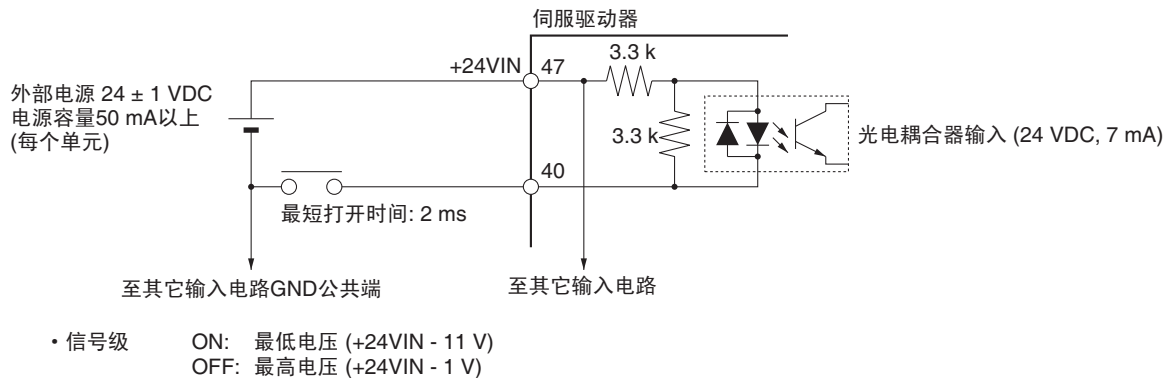 伺服驱动器
3.3 k
+24VIN
47
外部电源 24 ± 1 VDC
电源容量50 mA以上
(每个单元)
3.3 k
光电耦合器输入 (24 VDC, 7 mA)
40
最短打开时间: 2 ms
至其它输入电路GND公共端
至其它输入电路
• 信号级 ON: 最低电压 (+24VIN - 11 V)
OFF: 最高电压 (+24VIN - 1 V)